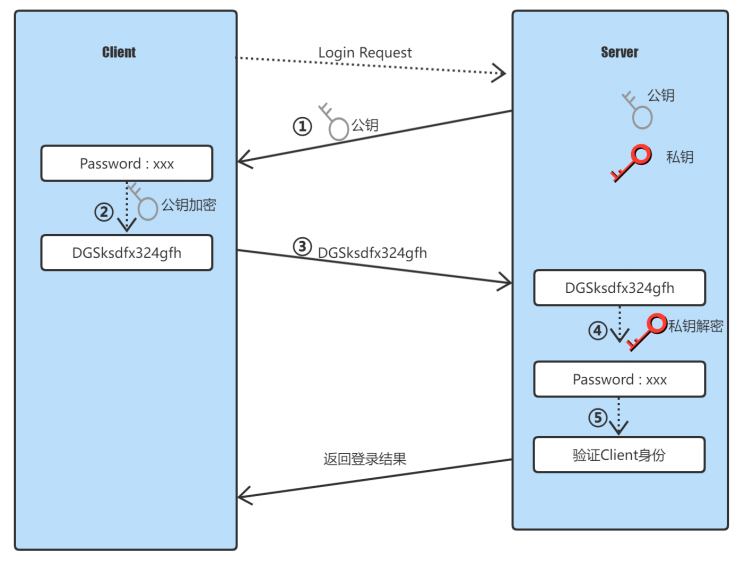 Client
Server
Login Request
公钥
① 公钥
私钥
Password : xxx
② 公钥加密
DGSksdfx324gfh
③ DGSksdfx324gfh
DGSksdfx324gfh
④ 私钥解密
Password : xxx
⑤
验证Client身份
返回登录结果